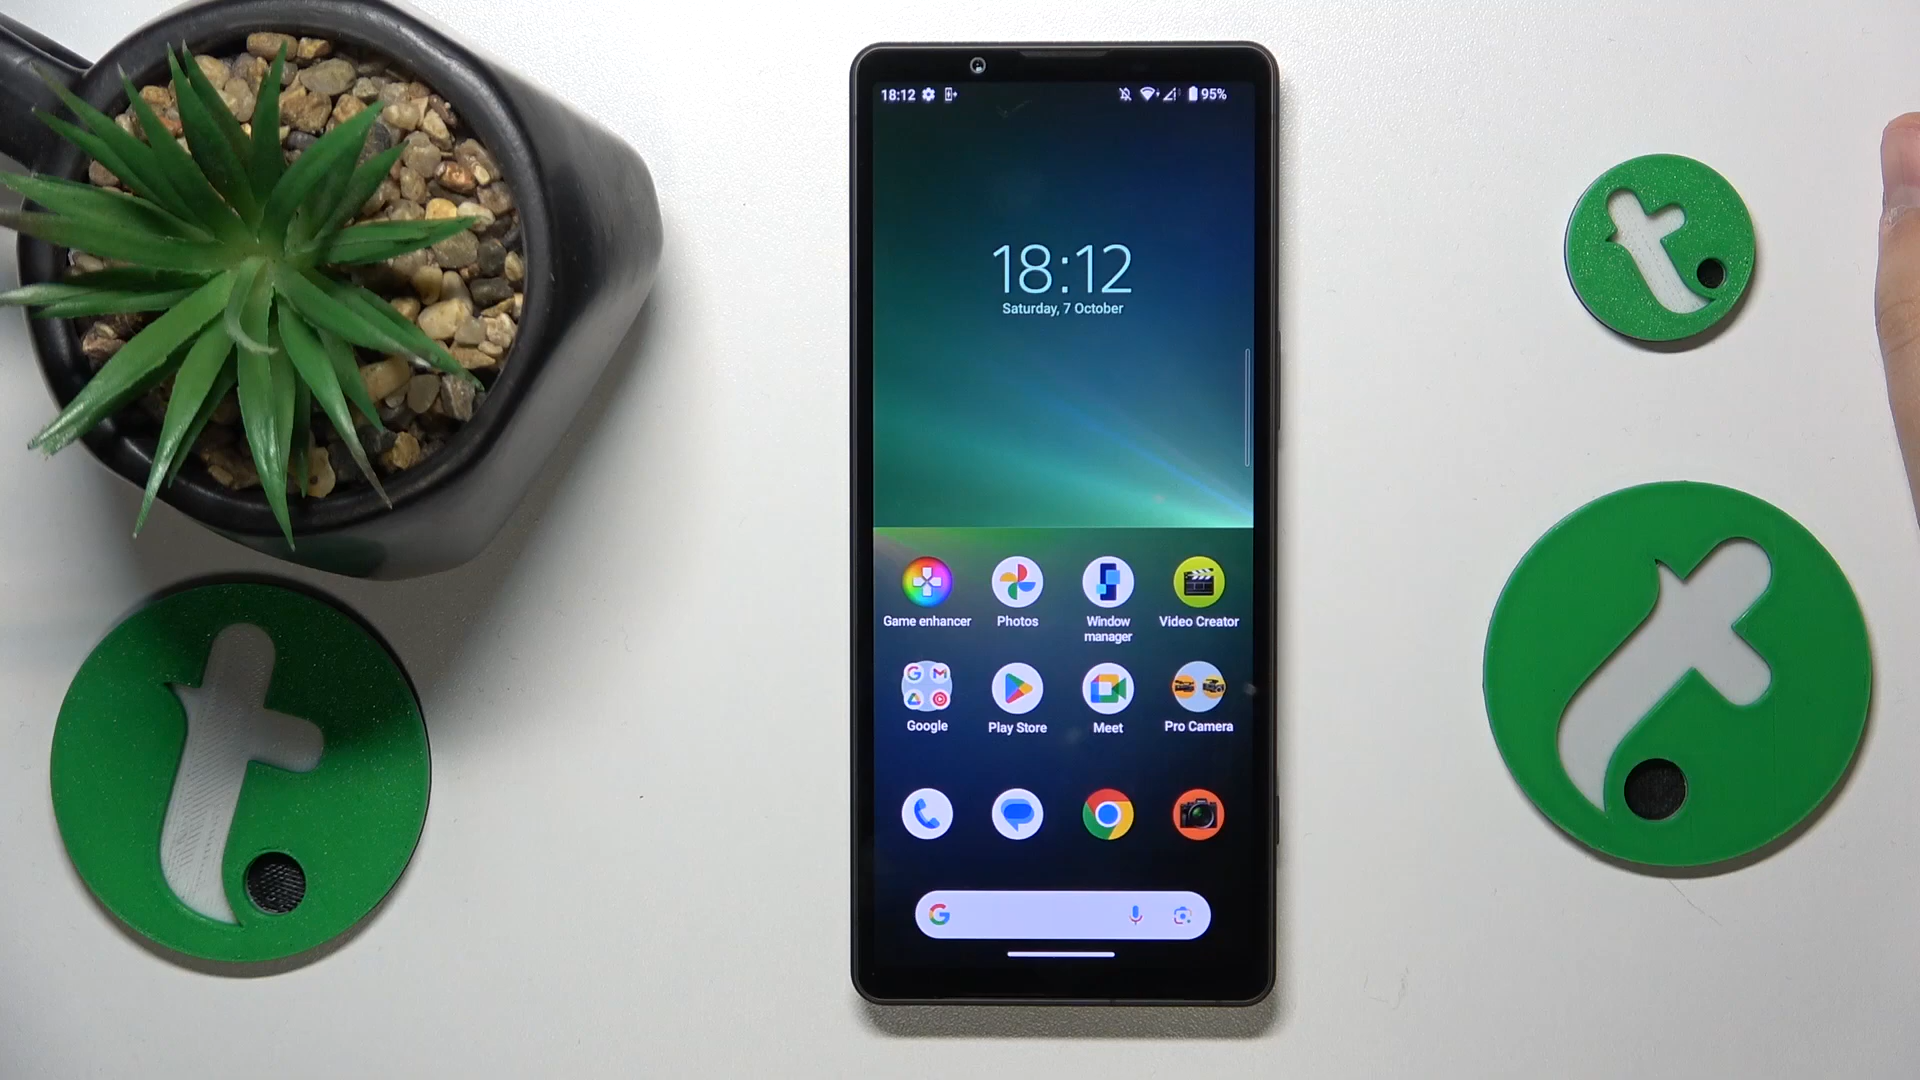 18:12 95%
18:12
Saturday, 7 October
Game enhancer Photos Window manager Video Creator
Google Play Store Meet Pro Camera